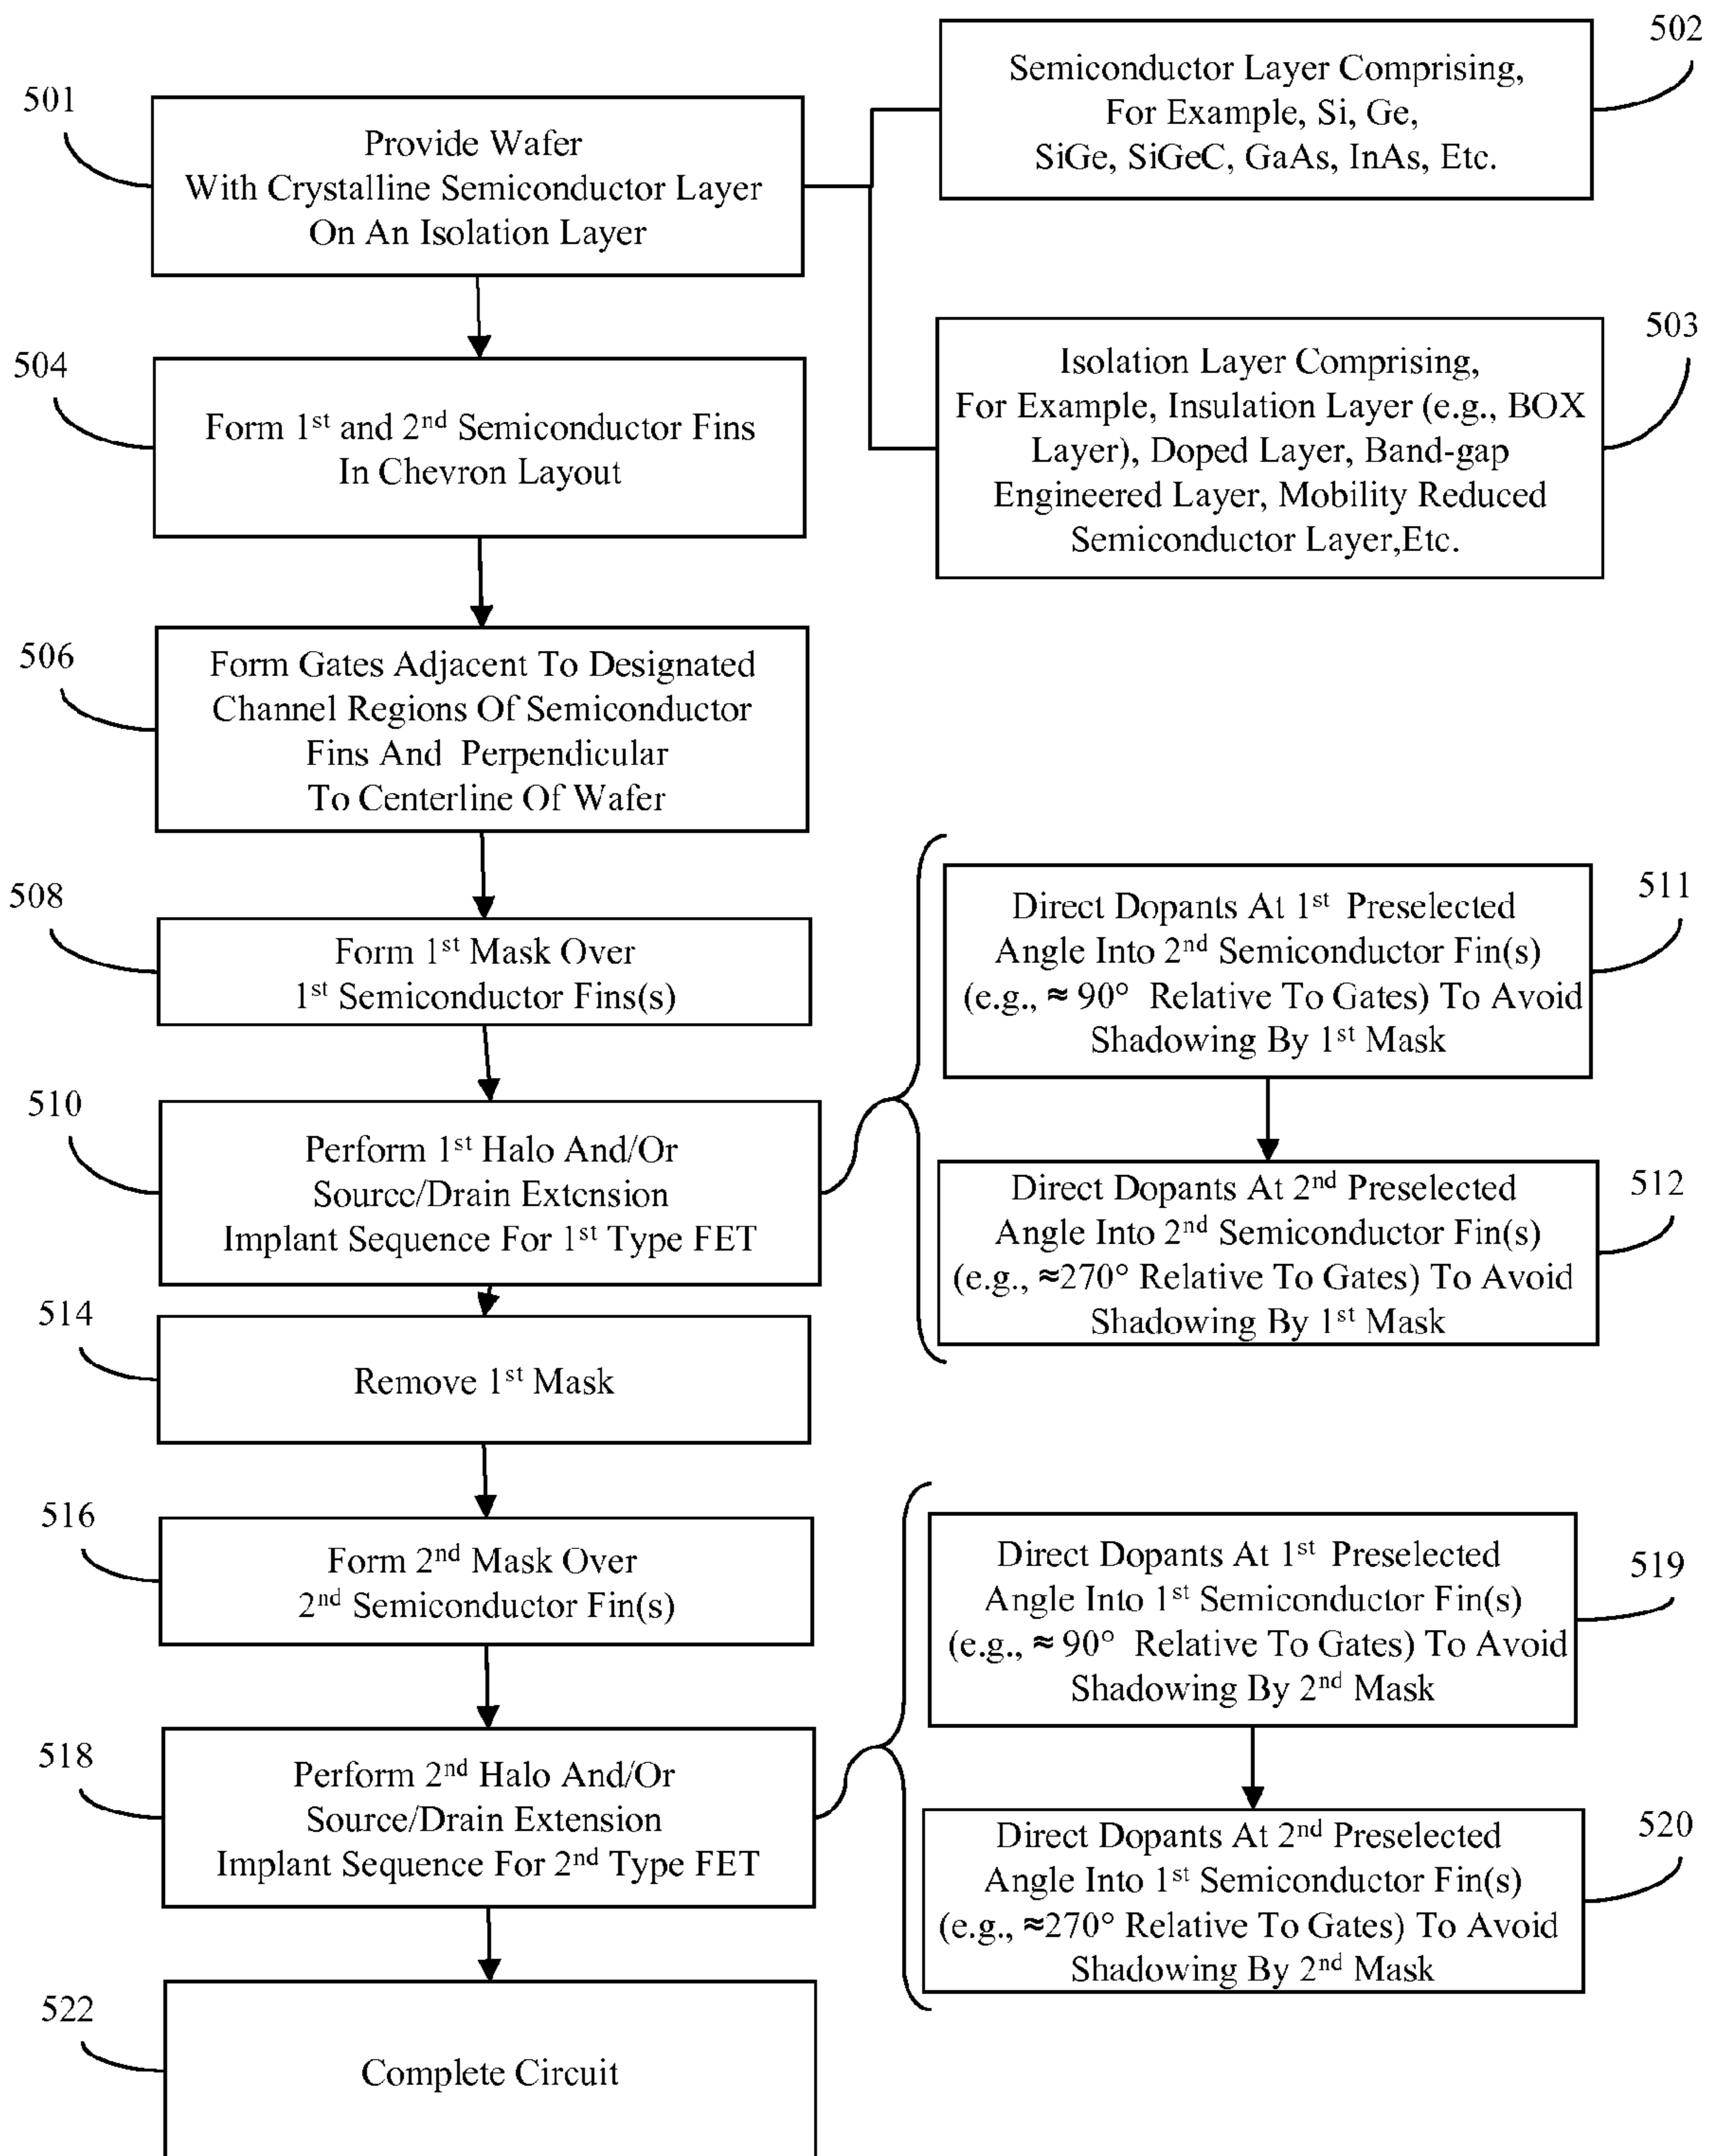 501
Provide Wafer
With Crystalline Semiconductor Layer
On An Isolation Layer
502
Semiconductor Layer Comprising,
For Example, Si, Ge,
SiGe, SiGeC, GaAs, InAs, Etc.
503
Isolation Layer Comprising,
For Example, Insulation Layer (e.g., BOX
Layer), Doped Layer, Band-gap
Engineered Layer, Mobility Reduced
Semiconductor Layer,Etc.
504
Form 1st and 2nd Semiconductor Fins
In Chevron Layout
506
Form Gates Adjacent To Designated
Channel Regions Of Semiconductor
Fins And Perpendicular
To Centerline Of Wafer
508
Form 1st Mask Over
1st Semiconductor Fins(s)
510
Perform 1st Halo And/Or
Source/Drain Extension
Implant Sequence For 1st Type FET
511
Direct Dopants At 1st Preselected
Angle Into 2nd Semiconductor Fin(s)
(e.g., ≈ 90° Relative To Gates) To Avoid
Shadowing By 1st Mask
512
Direct Dopants At 2nd Preselected
Angle Into 2nd Semiconductor Fin(s)
(e.g., ≈270° Relative To Gates) To Avoid
Shadowing By 1st Mask
514
Remove 1st Mask
516
Form 2nd Mask Over
2nd Semiconductor Fin(s)
518
Perform 2nd Halo And/Or
Source/Drain Extension
Implant Sequence For 2nd Type FET
519
Direct Dopants At 1st Preselected
Angle Into 1st Semiconductor Fin(s)
(e.g., ≈ 90° Relative To Gates) To Avoid
Shadowing By 2nd Mask
520
Direct Dopants At 2nd Preselected
Angle Into 1st Semiconductor Fin(s)
(e.g., ≈270° Relative To Gates) To Avoid
Shadowing By 2nd Mask
522
Complete Circuit